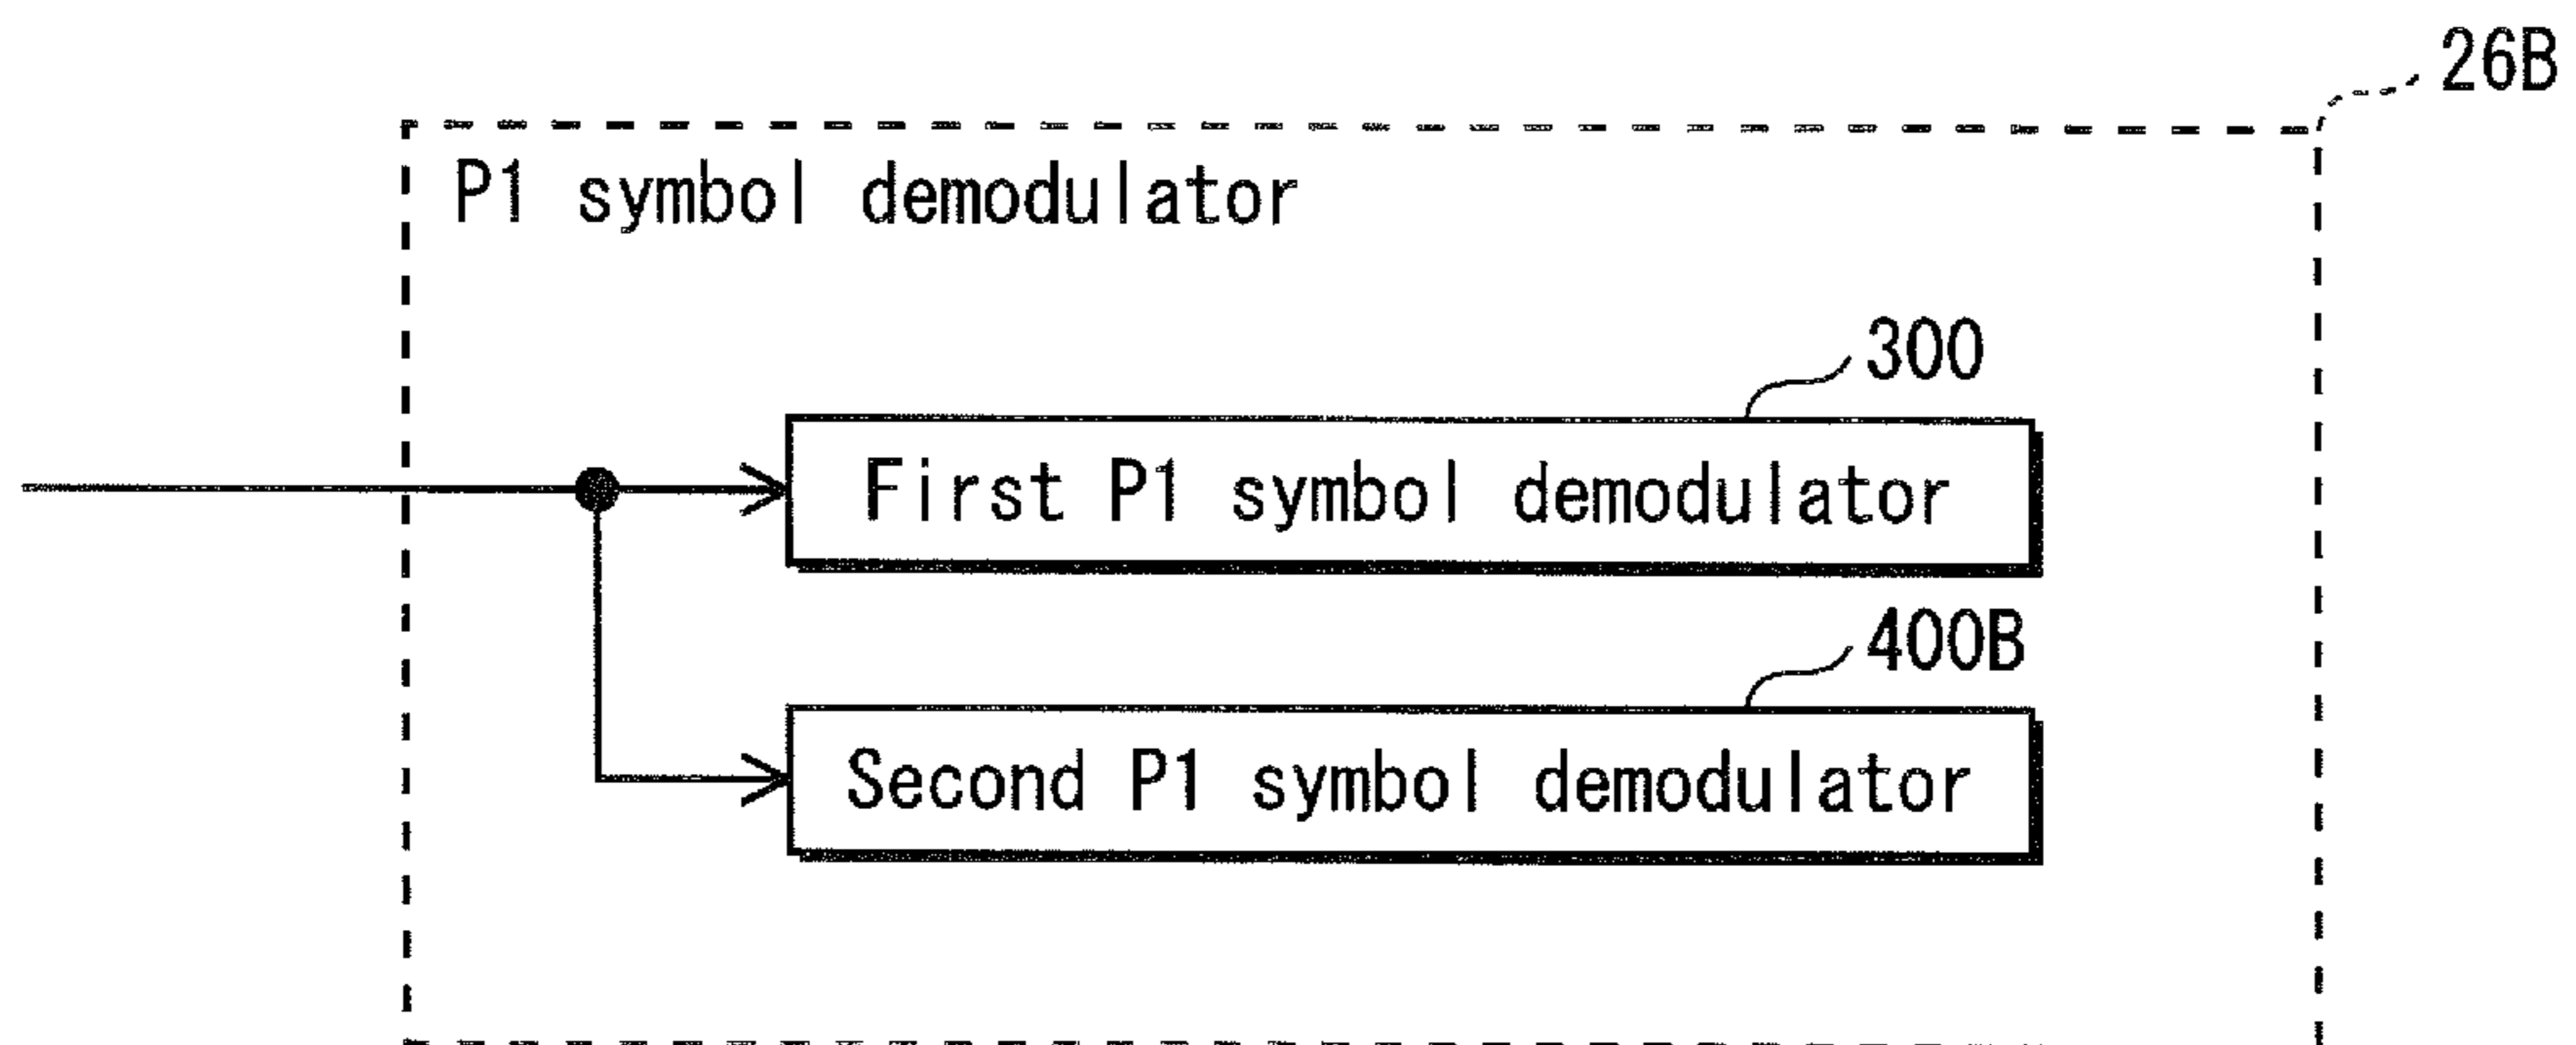 26B
P1 symbol demodulator
300
First P1 symbol demodulator
400B
Second P1 symbol demodulator